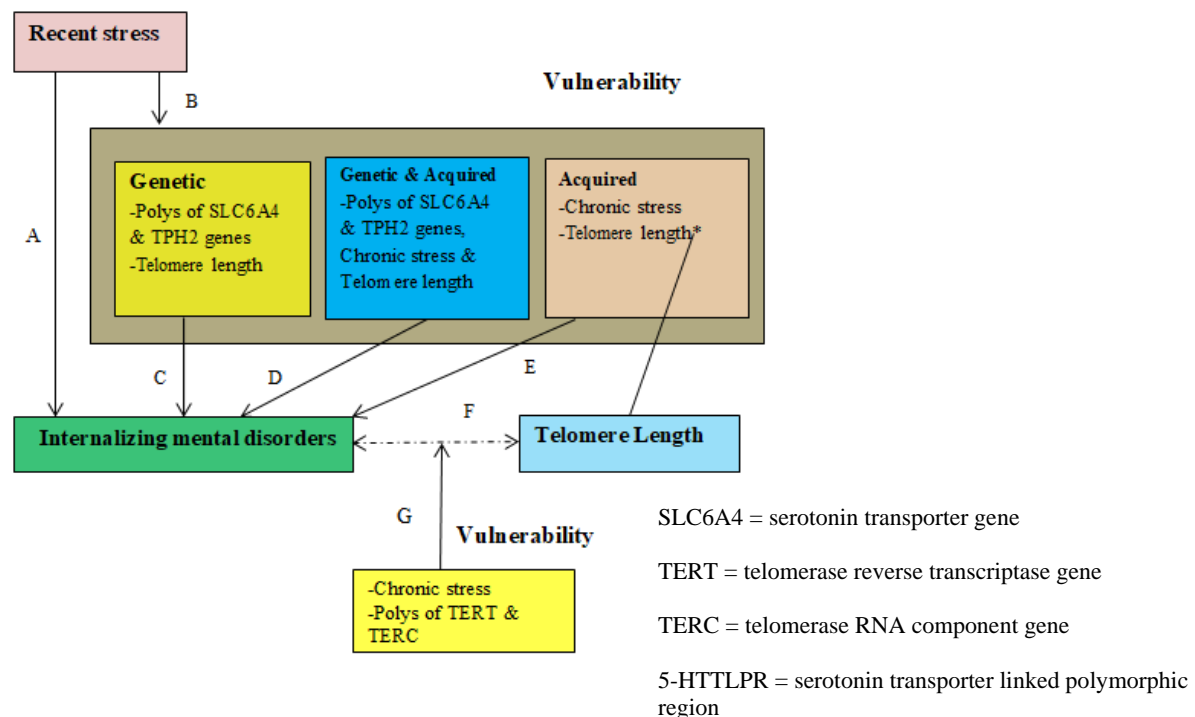 Recent stress
B
Vulnerability
A
Genetic
-Polys of SLC6A4
& TPH2 genes
-Telomere length
Genetic & Acquired
-Polys of SLC6A4
& TPH2 genes,
Chronic stress &
Telom ere length
Acquired
-Chronic stress
-Telomere length*
C
D
E
F
Internalizing mental disorders
Telomere Length
G
Vulnerability
-Chronic stress
-Polys of TERT &
TERC
SLC6A4 = serotonin transporter gene
TERT = telomerase reverse transcriptase gene
TERC = telomerase RNA component gene
5-HTTLPR = serotonin transporter linked polymorphic
region